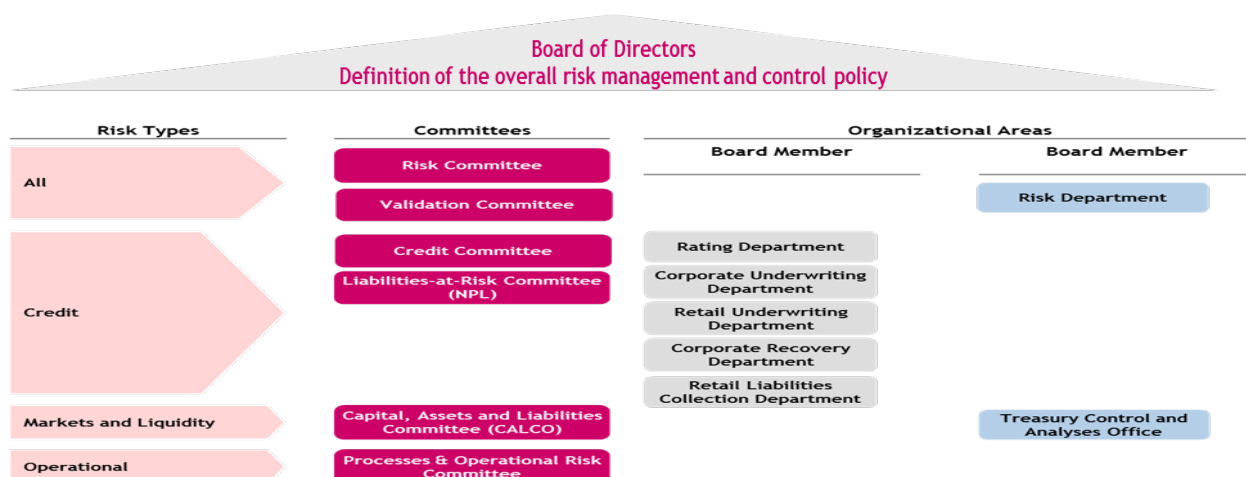 Board of Directors
Definition of the overall risk management and control policy
Risk Types
Committees
Organizational Areas
Board Member
Board Member
All
Risk Committee
Validation Committee
Risk Department
Credit
Credit Committee
Liabilities-at-Risk Committee
(NPL)
Rating Department
Corporate Underwriting
Department
Retail Underwriting
Department
Corporate Recovery
Department
Retail Liabilities
Collection Department
Markets and Liquidity
Capital, Assets and Liabilities
Committee (CALCO)
Treasury Control and
Analyses Office
Operational
Processes & Operational Risk
Committee